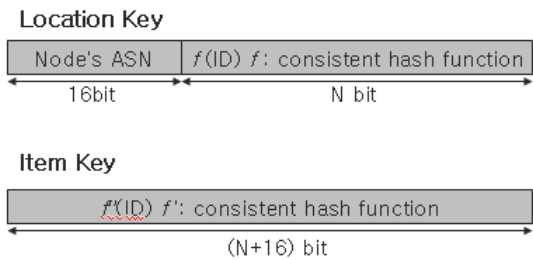 Location Key
Node's ASN f(ID) f : consistent hash function
16bit N bit
Item Key
f'(ID) f ': consistent hash function
(N+16) bit